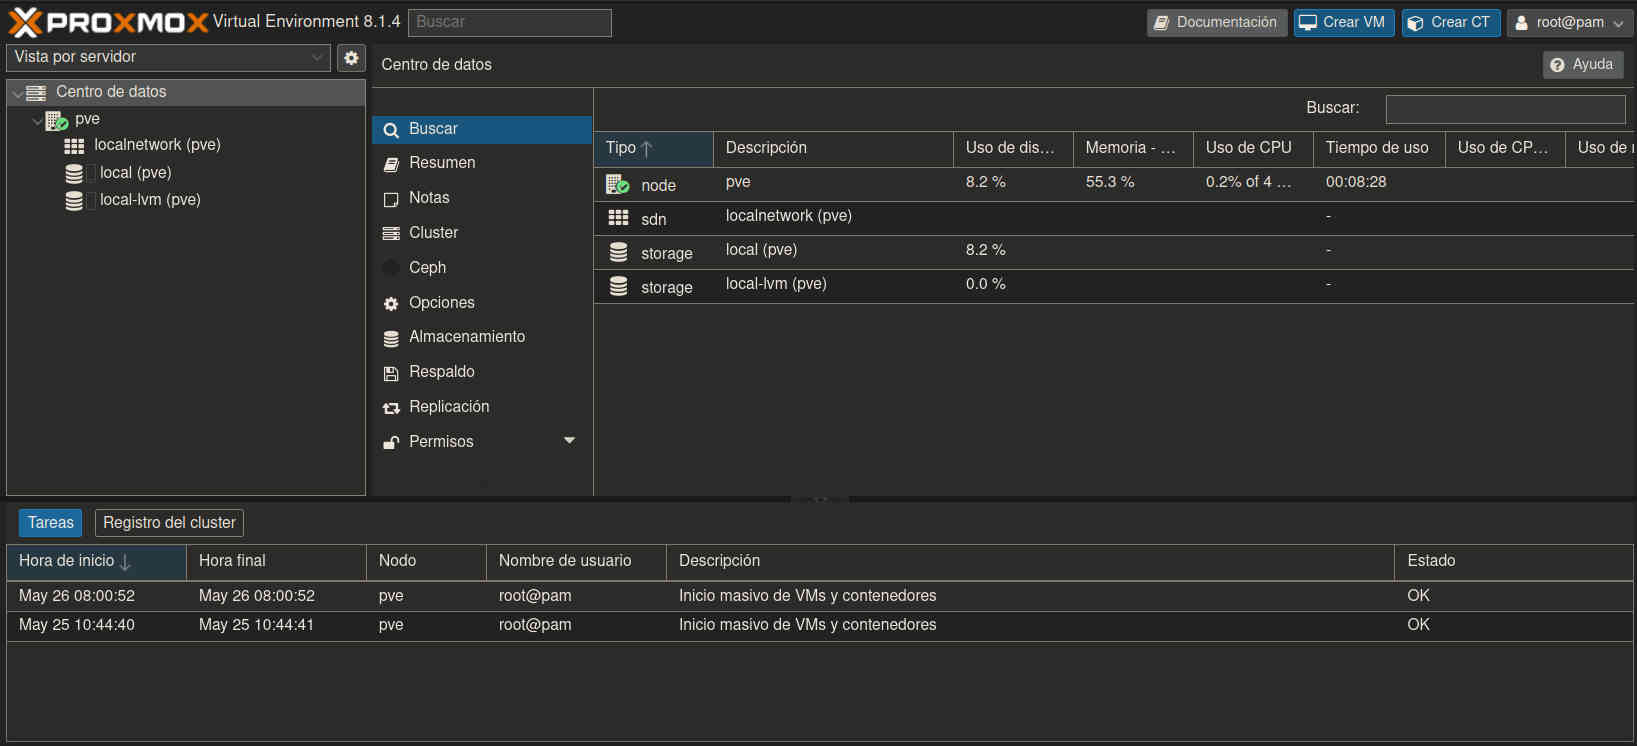 PROXMOX Virtual Environment 8.1.4 Buscar Documentación Crear VM Crear CT root@pam
Vista por servidor
Centro de datos
pve
localnetwork (pve)
local (pve)
local-lvm (pve)
Centro de datos Ayuda
Buscar
Resumen
Notas
Cluster
Ceph
Opciones
Almacenamiento
Respaldo
Replicación
Permisos
Buscar:
Tipo Descripción Uso de dis... Memoria - ... Uso de CPU Tiempo de uso Uso de CP... Uso de
node pve 8.2 % 55.3 % 0.2% of 4 ... 00:08:28
sdn localnetwork (pve) -
storage local (pve) 8.2 % -
storage local-lvm (pve) 0.0 % -
Tareas Registro del cluster
Hora de inicio Hora final Nodo Nombre de usuario Descripción Estado
May 26 08:00:52 May 26 08:00:52 pve root@pam Inicio masivo de VMs y contenedores OK
May 25 10:44:40 May 25 10:44:41 pve root@pam Inicio masivo de VMs y contenedores OK